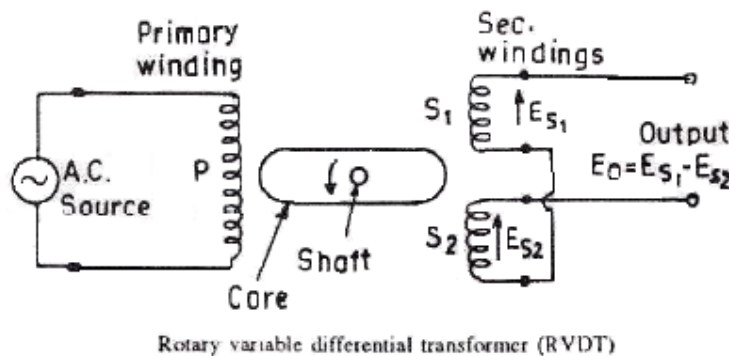 Primary
winding
A.C.
Source
P
Core
Shaft
Sec.
windings
S1
ES1
S2
ES2
Output
EO=ES1-ES2
Rotary variable differential transformer (RVDT)